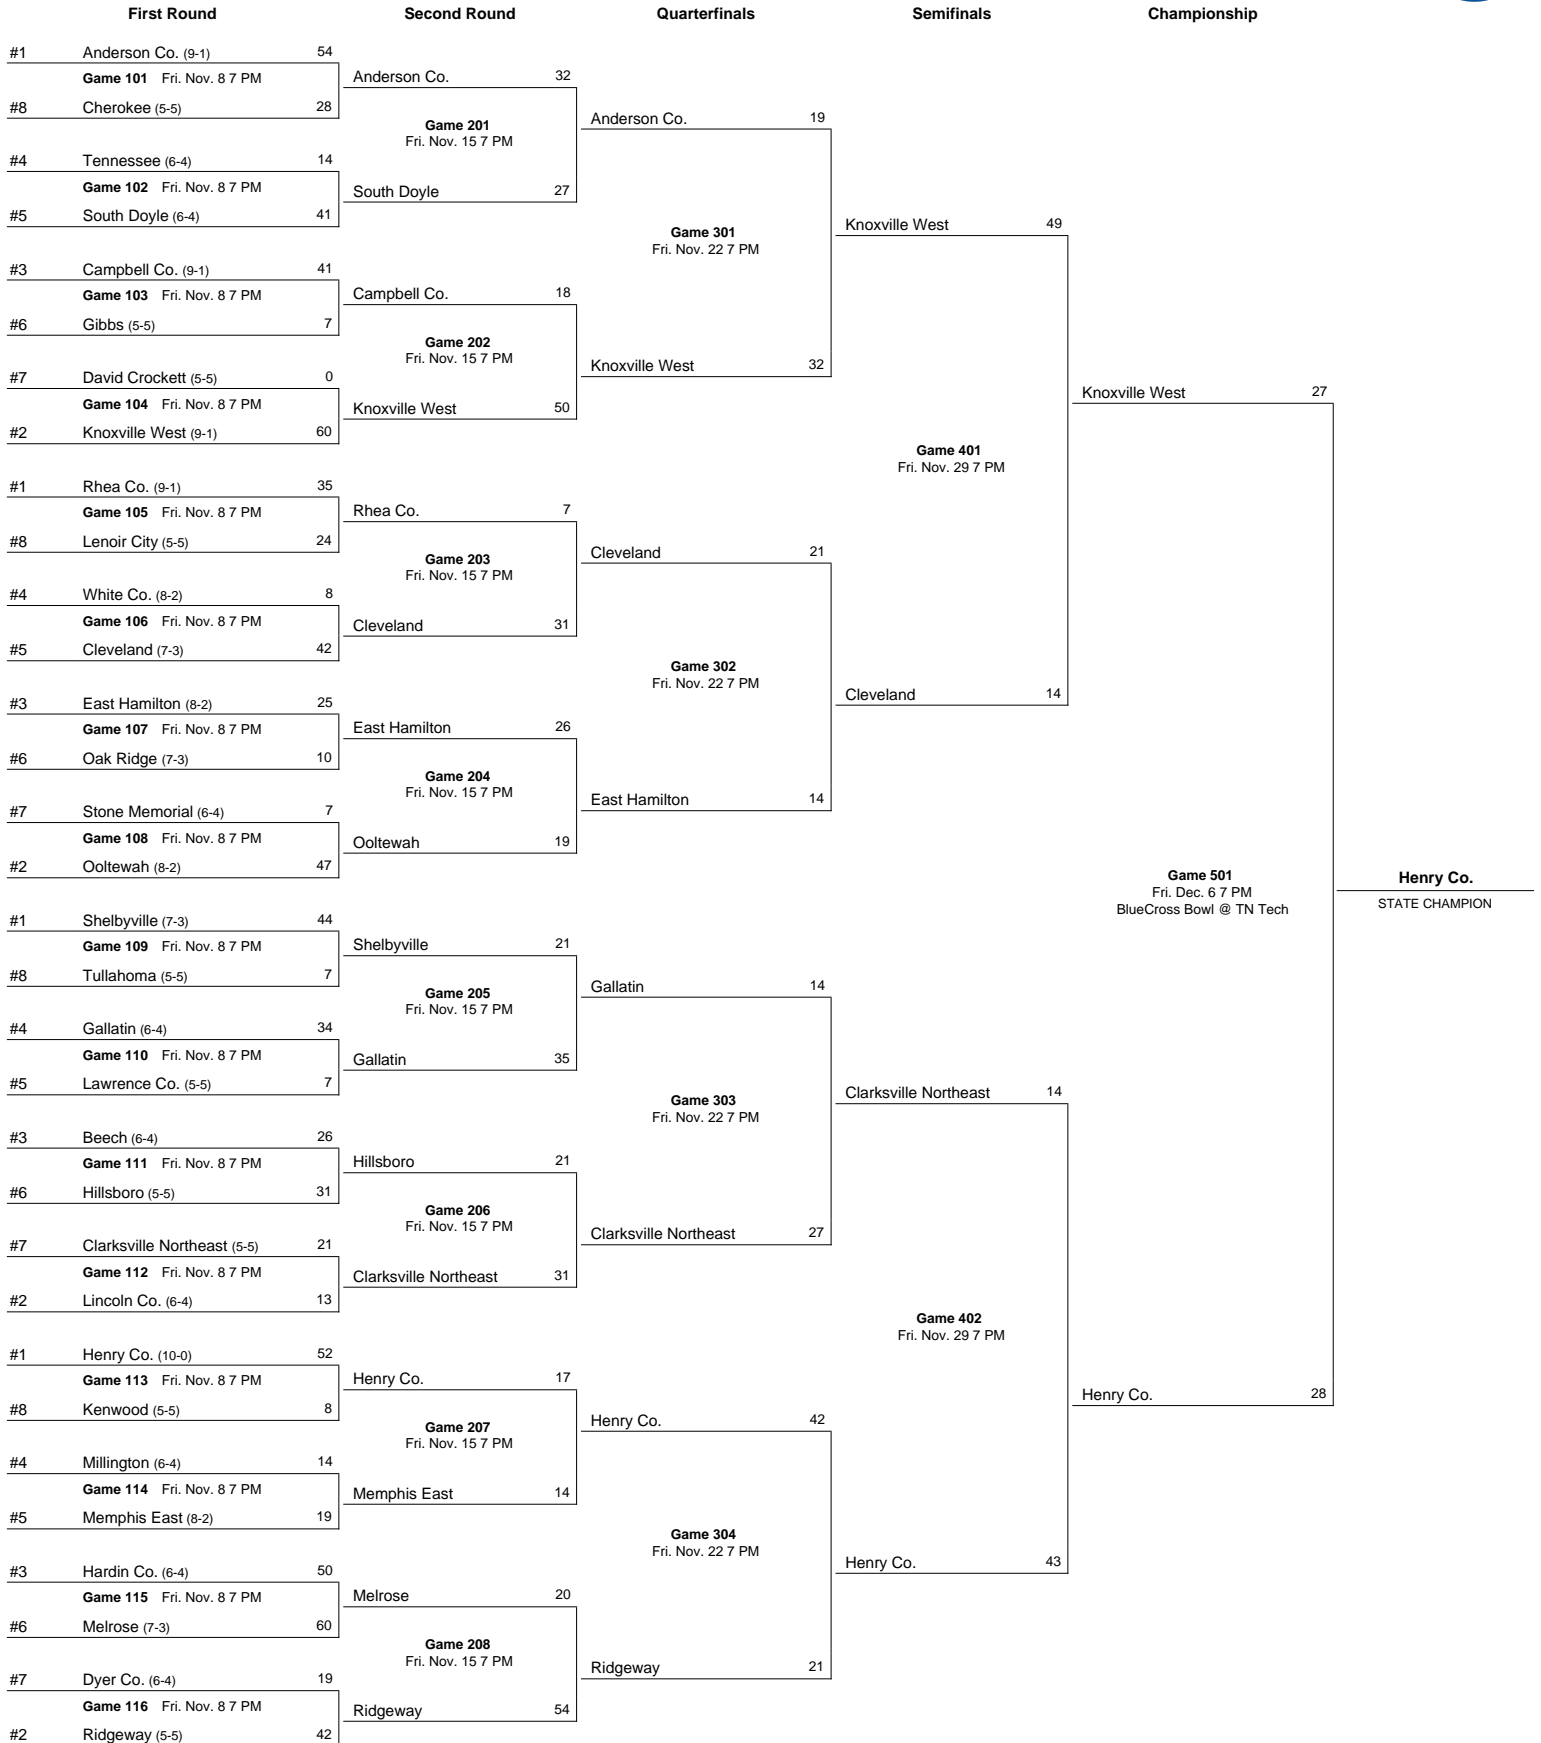 First Round Second Round Quarterfinals Semifinals Championship
#1 Anderson Co. (9-1) 54
Game 101 Fri. Nov. 8 7 PM
#8 Cherokee (5-5) 28
#4 Tennessee (6-4) 14
Game 102 Fri. Nov. 8 7 PM
#5 South Doyle (6-4) 41
#3 Campbell Co. (9-1) 41
Game 103 Fri. Nov. 8 7 PM
#6 Gibbs (5-5) 7
#7 David Crockett (5-5) 0
Game 104 Fri. Nov. 8 7 PM
#2 Knoxville West (9-1) 60
#1 Rhea Co. (9-1) 35
Game 105 Fri. Nov. 8 7 PM
#8 Lenoir City (5-5) 24
#4 White Co. (8-2) 8
Game 106 Fri. Nov. 8 7 PM
#5 Cleveland (7-3) 42
#3 East Hamilton (8-2) 25
Game 107 Fri. Nov. 8 7 PM
#6 Oak Ridge (7-3) 10
#7 Stone Memorial (6-4) 7
Game 108 Fri. Nov. 8 7 PM
#2 Ooltewah (8-2) 47
#1 Shelbyville (7-3) 44
Game 109 Fri. Nov. 8 7 PM
#8 Tullahoma (5-5) 7
#4 Gallatin (6-4) 34
Game 110 Fri. Nov. 8 7 PM
#5 Lawrence Co. (5-5) 7
#3 Beech (6-4) 26
Game 111 Fri. Nov. 8 7 PM
#6 Hillsboro (5-5) 31
#7 Clarksville Northeast (5-5) 21
Game 112 Fri. Nov. 8 7 PM
#2 Lincoln Co. (6-4) 13
#1 Henry Co. (10-0) 52
Game 113 Fri. Nov. 8 7 PM
#8 Kenwood (5-5) 8
#4 Millington (6-4) 14
Game 114 Fri. Nov. 8 7 PM
#5 Memphis East (8-2) 19
#3 Hardin Co. (6-4) 50
Game 115 Fri. Nov. 8 7 PM
#6 Melrose (7-3) 60
#7 Dyer Co. (6-4) 19
Game 116 Fri. Nov. 8 7 PM
#2 Ridgeway (5-5) 42
Anderson Co. 32
Game 201
Fri. Nov. 15 7 PM
South Doyle 27
Campbell Co. 18
Game 202
Fri. Nov. 15 7 PM
Knoxville West 50
Rhea Co. 7
Game 203
Fri. Nov. 15 7 PM
Cleveland 31
East Hamilton 26
Game 204
Fri. Nov. 15 7 PM
Ooltewah 19
Shelbyville 21
Game 205
Fri. Nov. 15 7 PM
Gallatin 35
Hillsboro 21
Game 206
Fri. Nov. 15 7 PM
Clarksville Northeast 31
Henry Co. 17
Game 207
Fri. Nov. 15 7 PM
Memphis East 14
Melrose 20
Game 208
Fri. Nov. 15 7 PM
Ridgeway 54
Anderson Co. 19
Game 301
Fri. Nov. 22 7 PM
Knoxville West 32
Cleveland 21
Game 302
Fri. Nov. 22 7 PM
East Hamilton 14
Gallatin 14
Game 303
Fri. Nov. 22 7 PM
Clarksville Northeast 27
Henry Co. 42
Game 304
Fri. Nov. 22 7 PM
Ridgeway 21
Knoxville West 49
Game 401
Fri. Nov. 29 7 PM
Cleveland 14
Clarksville Northeast 14
Game 402
Fri. Nov. 29 7 PM
Henry Co. 43
Knoxville West 27
Game 501
Fri. Dec. 6 7 PM
BlueCross Bowl @ TN Tech
Henry Co. 28
Henry Co.
STATE CHAMPION